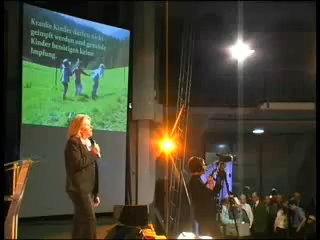 Kranke Kinder dürfen nicht
geimpft werden und gesunde
Kinder benötigen keine
Impfung.